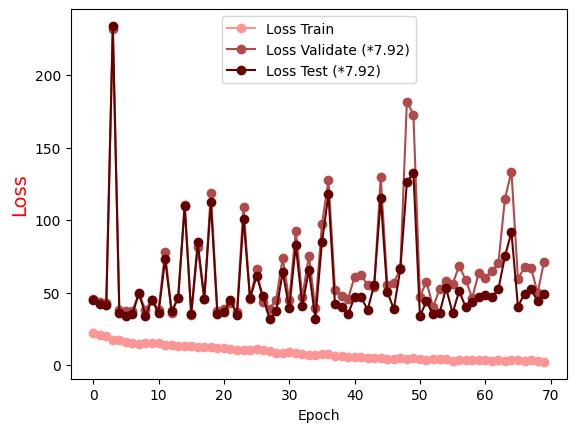 Loss Train
Loss Validate (*7.92)
Loss Test (*7.92)
200
150
100
50
0
Loss
0 10 20 30 40 50 60 70
Epoch